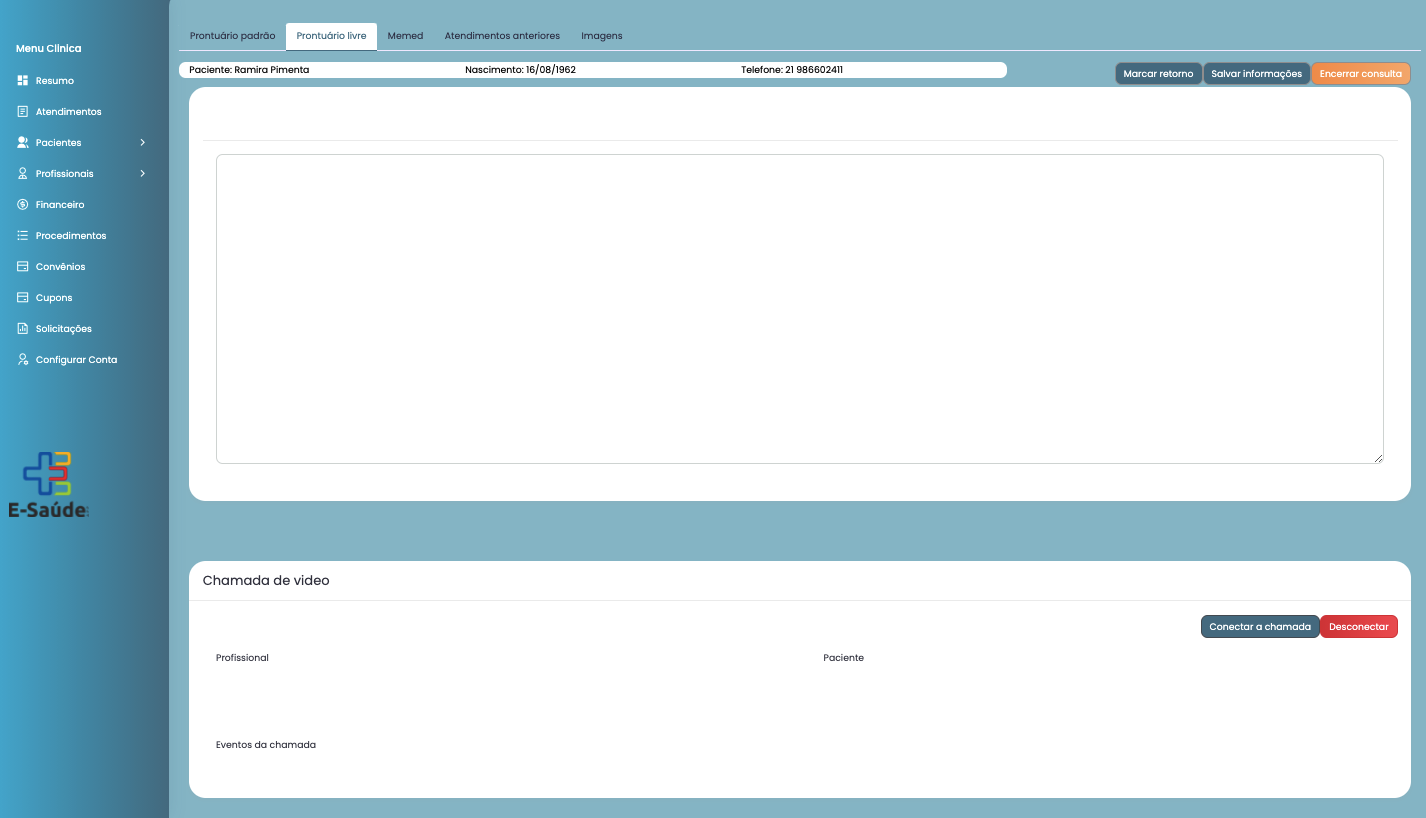 Menu Clinica
Resumo
Atendimentos
Pacientes
Profissionais
Financeiro
Procedimentos
Convênios
Cupons
Solicitações
Configurar Conta
E-Saúde
Prontuário padrão Prontuário livre Memed Atendimentos anteriores Imagens
Paciente: Ramira Pimenta Nascimento: 16/08/1962 Telefone: 21 986602411
Marcar retorno Salvar informações Encerrar consulta
Chamada de video
Conectar a chamada Desconectar
Profissional Paciente
Eventos da chamada